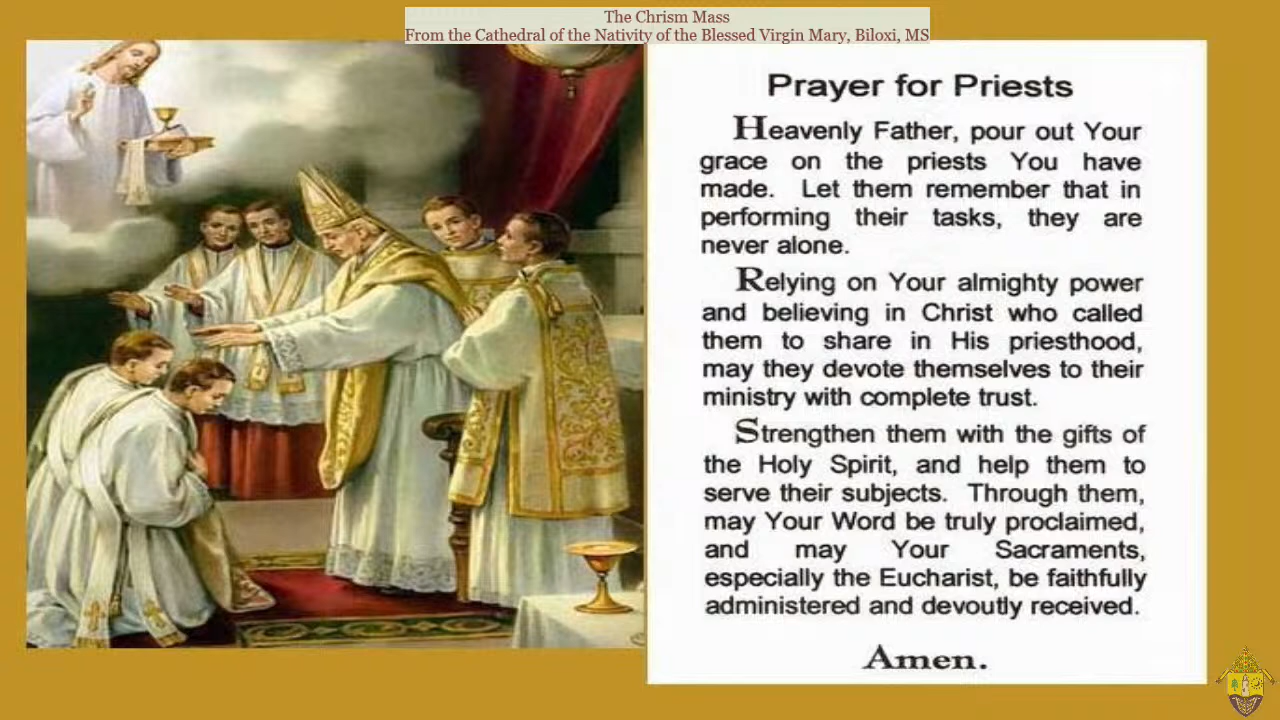 The Chrism Mass
From the Cathedral of the Nativity of the Blessed Virgin Mary, Biloxi, MS
Prayer for Priests
Heavenly Father, pour out Your
grace on the priests You have
made. Let them remember that in
performing their tasks, they are
never alone.
Relying on Your almighty power
and believing in Christ who called
them to share in His priesthood,
may they devote themselves to their
ministry with complete trust.
Strengthen them with the gifts of
the Holy Spirit, and help them to
serve their subjects. Through them,
may Your Word be truly proclaimed,
and may Your Sacraments,
especially the Eucharist, be faithfully
administered and devoutly received.
Amen.